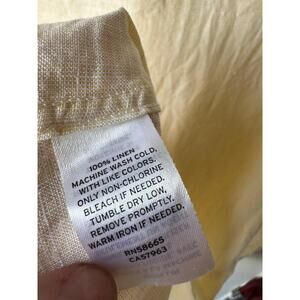 100% LINEN
MACHINE WASH COLD,
WITH LIKE COLORS.
ONLY NON-CHLORINE
BLEACH IF NEEDED.
TUMBLE DRY LOW,
REMOVE PROMPTLY.
WARM IRON IF NEEDED.
RN58665
CA57963